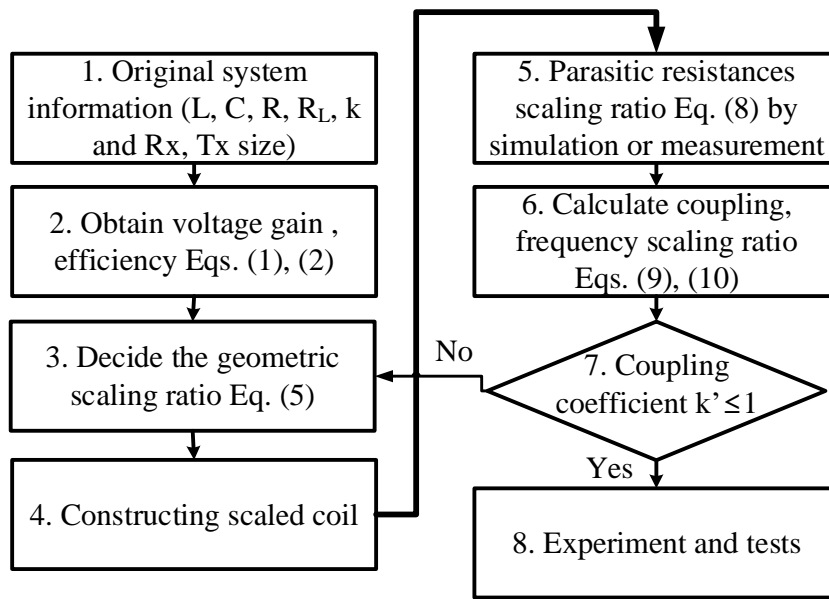 1. Original system
information (L, C, R, R_L, k
and Rx, Tx size)
2. Obtain voltage gain ,
efficiency Eqs. (1), (2)
3. Decide the geometric
scaling ratio Eq. (5)
4. Constructing scaled coil
5. Parasitic resistances
scaling ratio Eq. (8) by
simulation or measurement
6. Calculate coupling,
frequency scaling ratio
Eqs. (9), (10)
No
7. Coupling
coefficient k’≤1
Yes
8. Experiment and tests